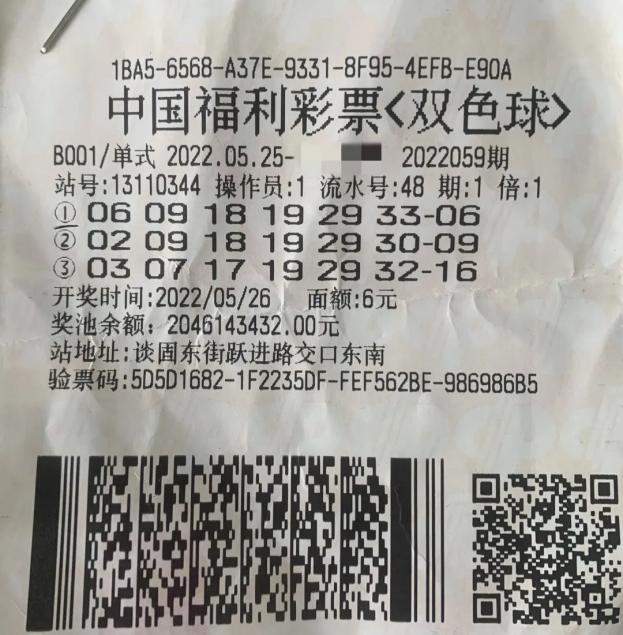 1BA5-6568-A37E-9331-8F95-4EFB-E90A
中国福利彩票<双色球>
B001/单式 2022.05.25- 2022059期
站号:13110344 操作员:1 流水号:48 期:1 倍:1
① 06 09 18 19 29 33-06
② 02 09 18 19 29 30-09
③ 03 07 17 19 29 32-16
开奖时间:2022/05/26 面额:6元
奖池余额：2046143432.00元
站地址:谈固东街跃进路交口东南
验票码:5D5D1682-1F2235DF-FEF562BE-986986B5